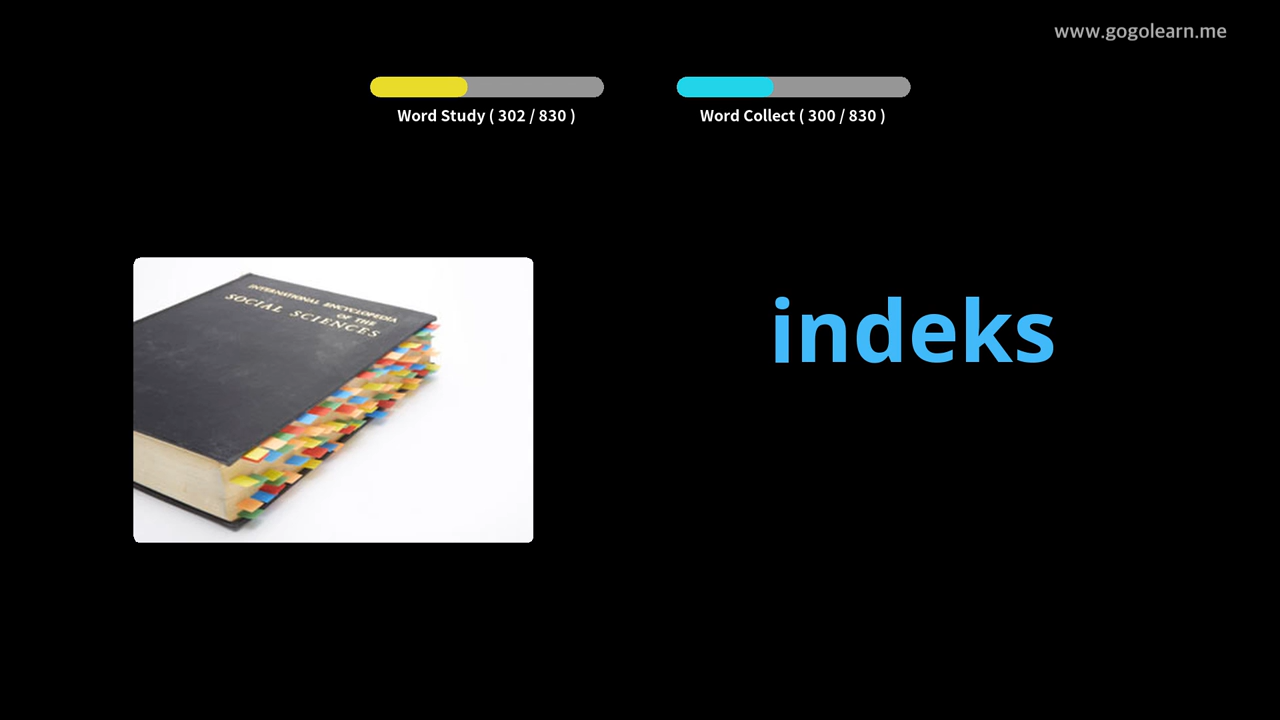 www.gogolearn.me
Word Study ( 302 / 830 )
Word Collect ( 300 / 830 )
INTERNATIONAL ENCYCLOPEDIA
OF THE
SOCIAL SCIENCES
indeks